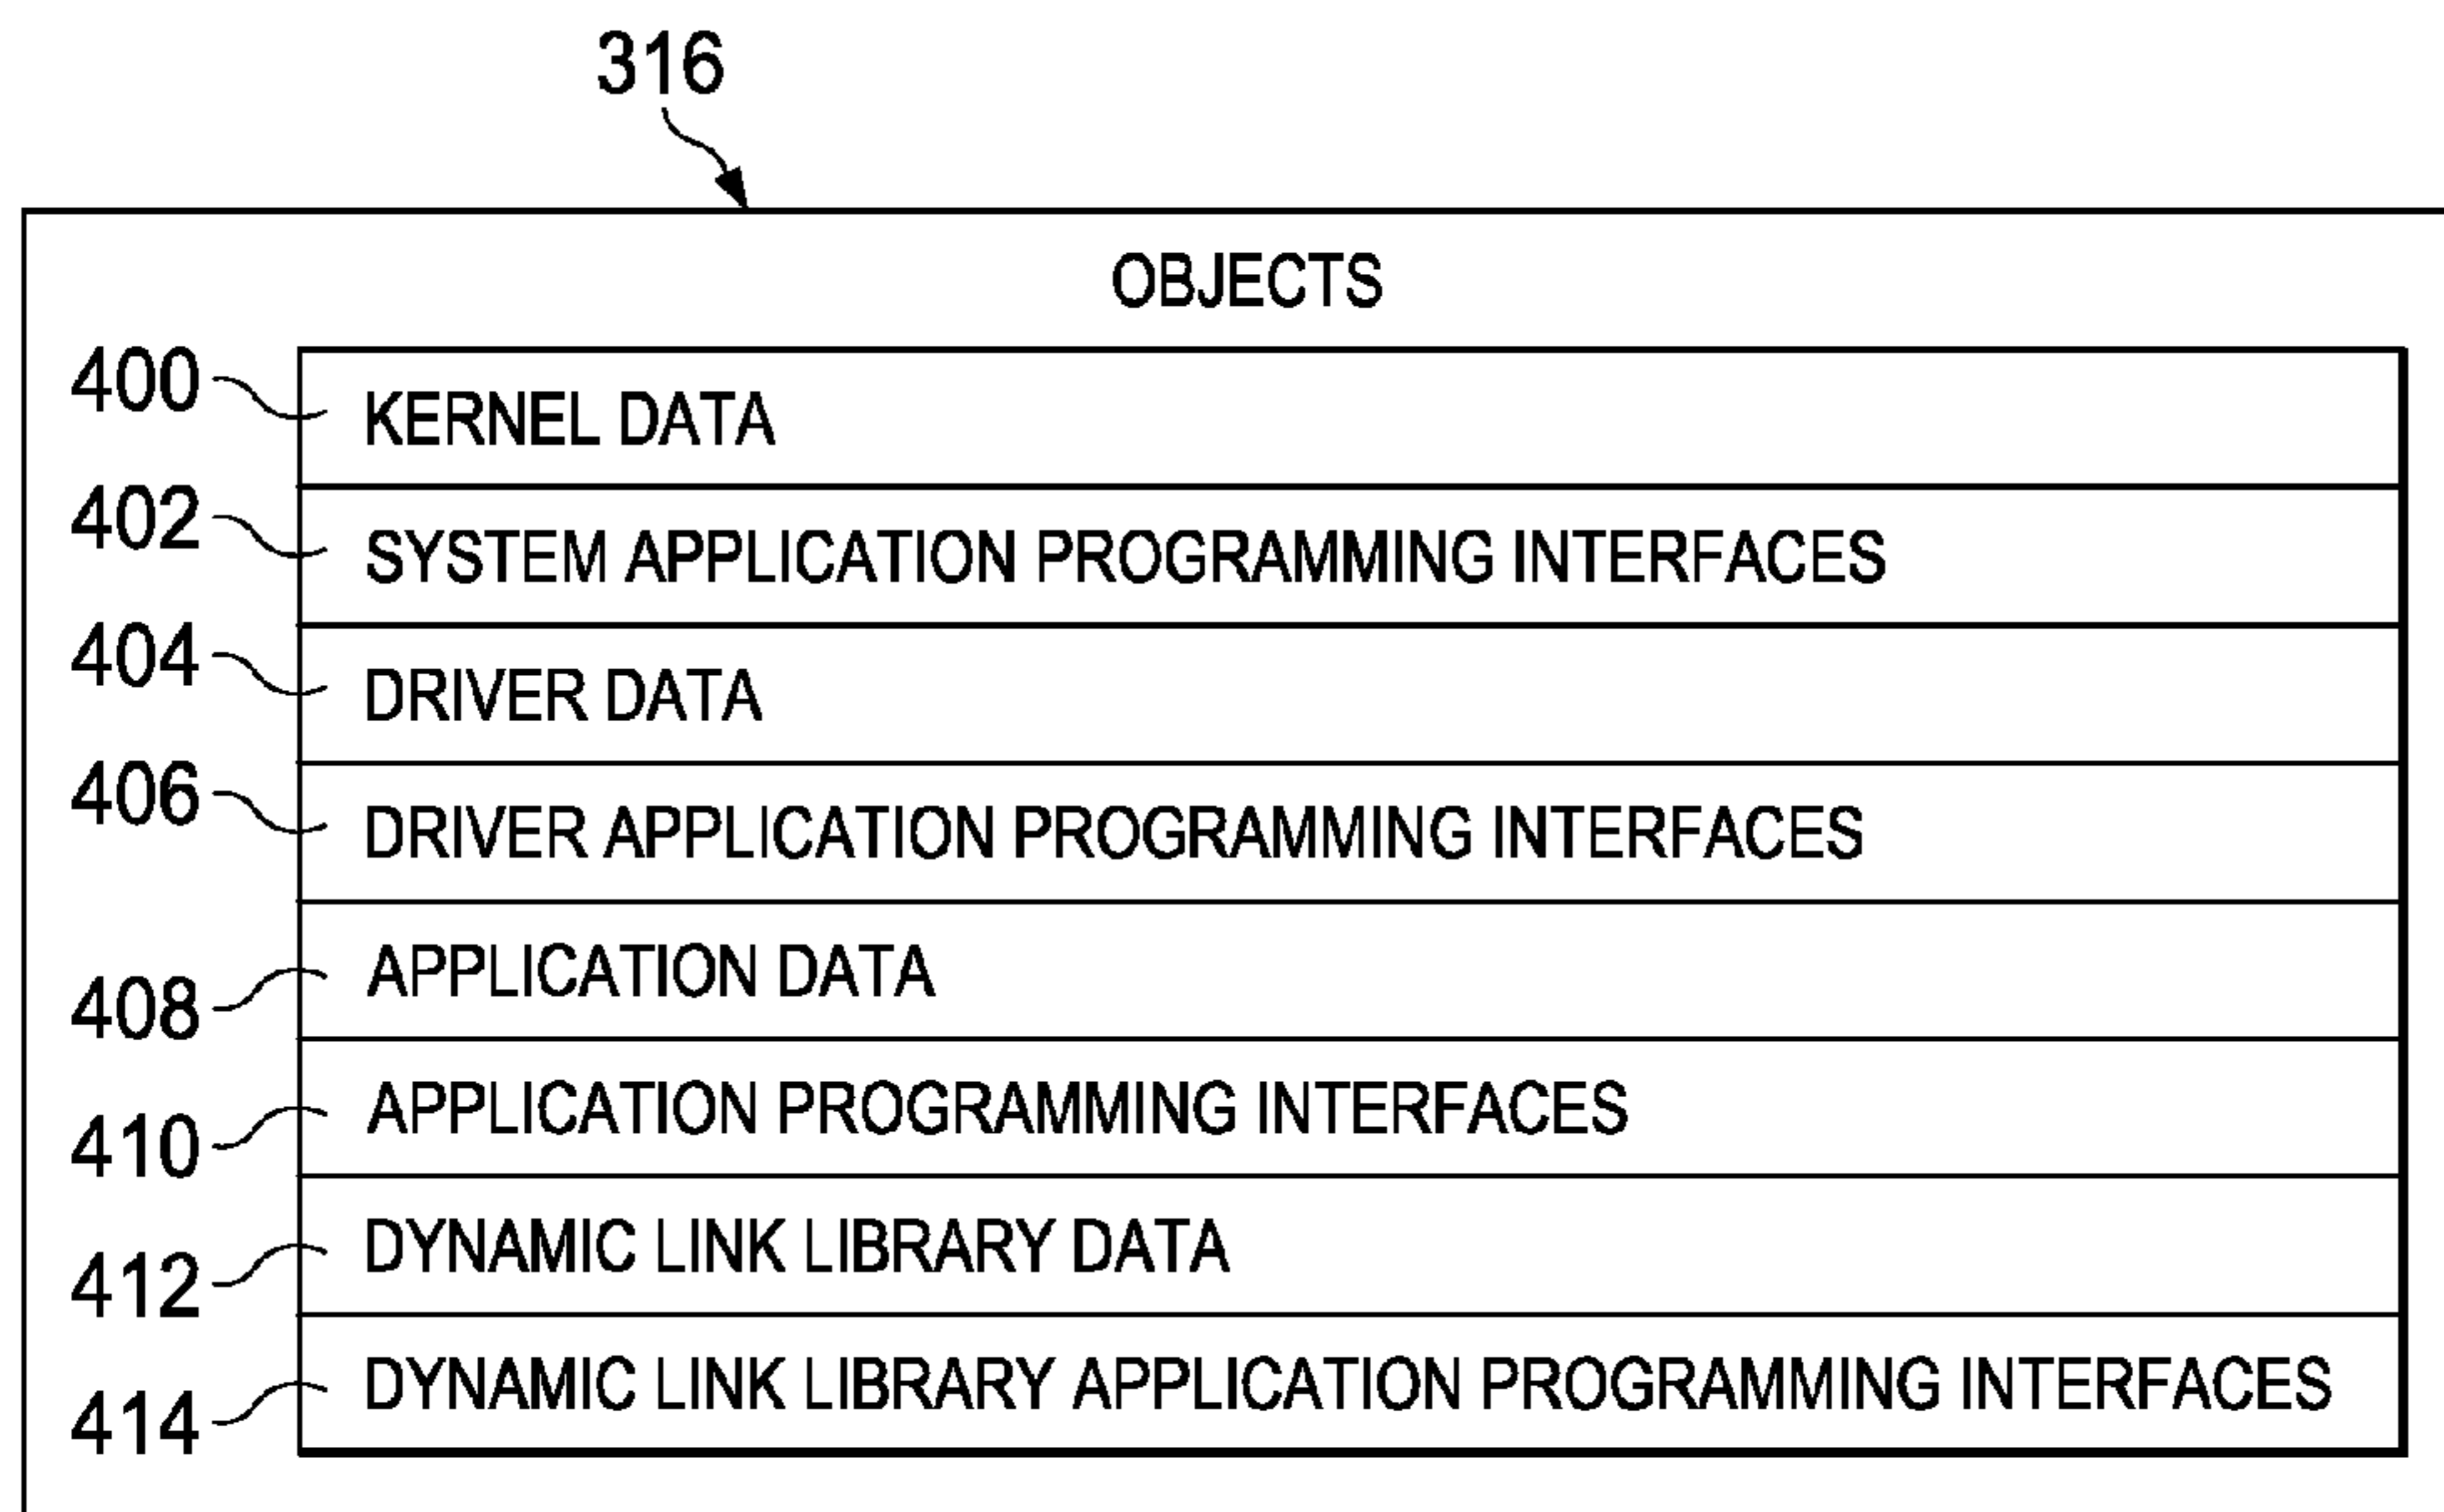 316
OBJECTS
400 KERNEL DATA
402 SYSTEM APPLICATION PROGRAMMING INTERFACES
404 DRIVER DATA
406 DRIVER APPLICATION PROGRAMMING INTERFACES
408 APPLICATION DATA
410 APPLICATION PROGRAMMING INTERFACES
412 DYNAMIC LINK LIBRARY DATA
414 DYNAMIC LINK LIBRARY APPLICATION PROGRAMMING INTERFACES